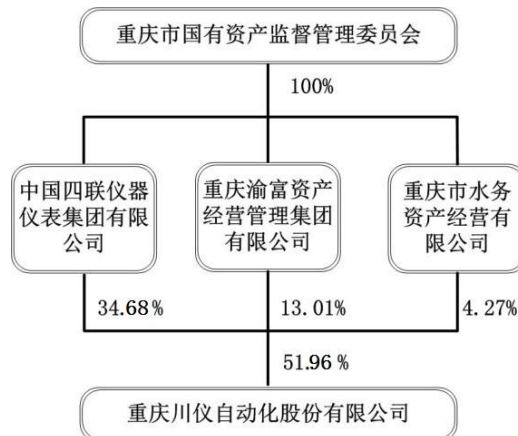 重庆市国有资产监督管理委员会
100%
中国四联仪器
仪表集团有限
公司
重庆渝富资产
经营管理集团
有限公司
重庆市水务
资产经营有
限公司
34.68%
13.01%
4.27%
51.96%
重庆川仪自动化股份有限公司